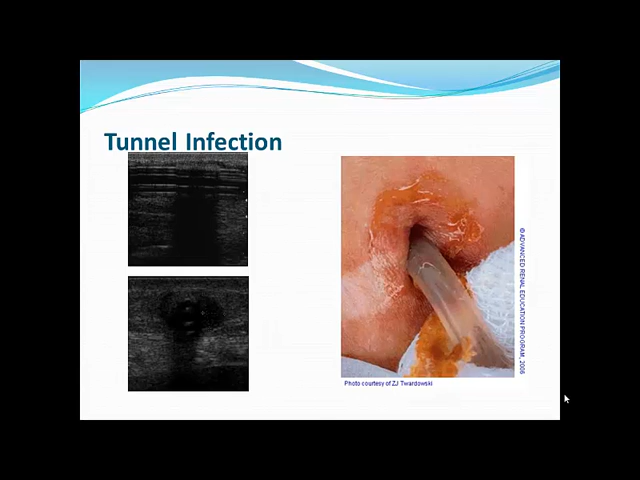 Tunnel Infection
© ADVANCED RENAL EDUCATION PROGRAM, 2006
Photo courtesy of ZJ Twardowski